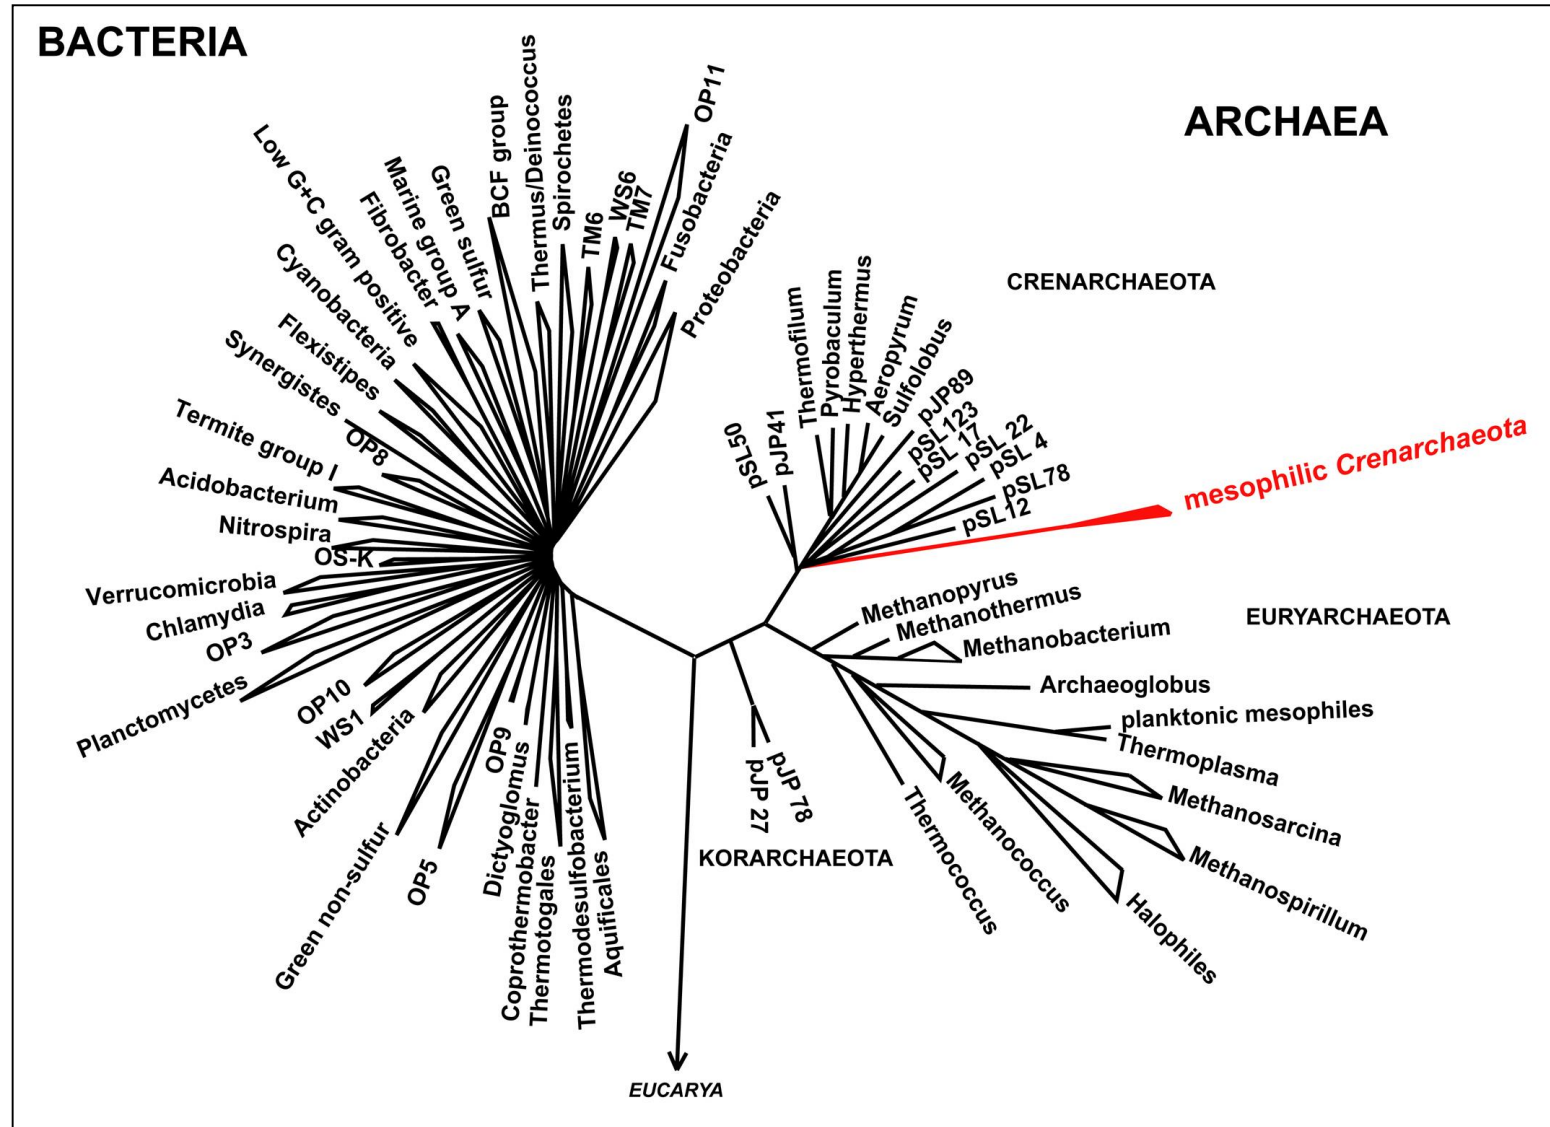 BACTERIA
ARCHAEA
Planctomycetes
OP3
Chlamydia
Verrucomicrobia
OS-K
Nitrospira
Acidobacterium
Termite group I
OP8
Synergistes
Flexistipes
Cyanobacteria
Low G+C gram positive
Fibrobacter
Marine group A
Green sulfur
BCF group
Thermus/Deinococcus
Spirochetes
TM6
WS6
TM7
OP11
Fusobacteria
Proteobacteria
CRENARCHAEOTA
pSL50
pJP41
Thermofilum
Pyrobaculum
Hyperthermus
Aeropyrum
Sulfolobus
pJP89
pSL123
pSL 17
pSL 22
pSL 4
pSL78
pSL12
mesophilic Crenarchaeota
EURYARCHAEOTA
Methanopyrus
Methanothermus
Methanobacterium
Archaeoglobus
planktonic mesophiles
Thermoplasma
Methanosarcina
Methanospirillum
Halophiles
Methanococcus
Thermococcus
pJP 78
pJP 27
KORARCHAEOTA
OP10
WS1
Actinobacteria
Green non-sulfur
OP5
OP9
Dictyoglomus
Coprothermobacter
Thermotogales
Thermodesulfobacterium
Aquificales
EUCARYA